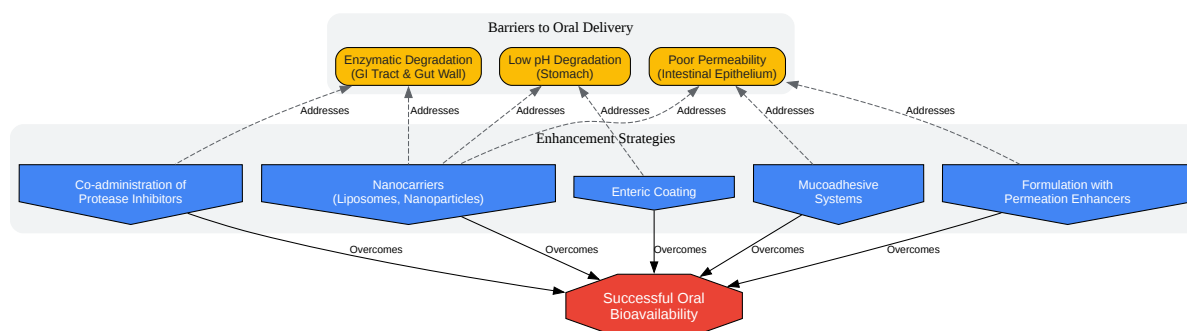 Barriers to Oral Delivery
Enzymatic Degradation
(GI Tract & Gut Wall)
Low pH Degradation
(Stomach)
Poor Permeability
(Intestinal Epithelium)
Addresses
Addresses
Addresses
Addresses
Addresses
Addresses
Addresses
Enhancement Strategies
Co-administration of
Protease Inhibitors
Nanocarriers
(Liposomes, Nanoparticles)
Enteric Coating
Mucoadhesive
Systems
Formulation with
Permeation Enhancers
Overcomes
Overcomes
Overcomes
Overcomes
Overcomes
Successful Oral
Bioavailability